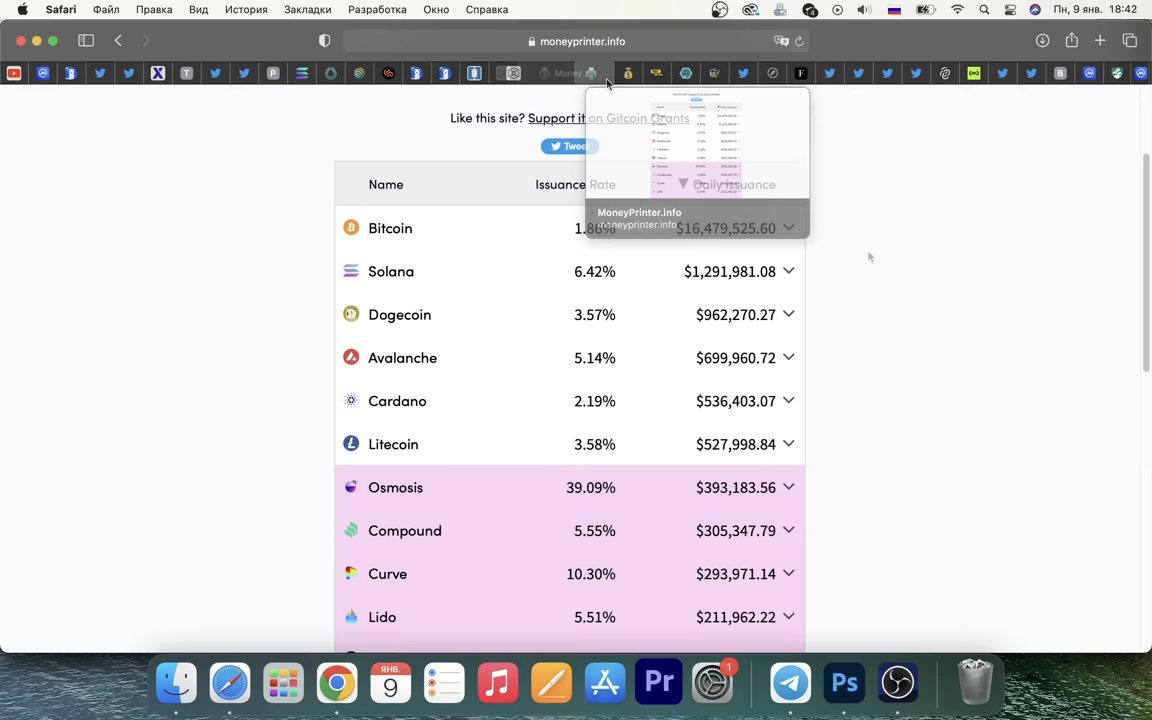 Safari Файл Правка Вид История Закладки Разработка Окно Справка Пн, 9 янв. 18:42
moneyprinter.info
Money
Like this site? Support it on Gitcoin Grants
Tweet
Name Issuance Rate ▼ Daily issuance
MoneyPrinter.info
moneyprinter.info
Bitcoin 1.86% $16,479,525.60
Solana 6.42% $1,291,981.08
Dogecoin 3.57% $962,270.27
Avalanche 5.14% $699,960.72
Cardano 2.19% $536,403.07
Litecoin 3.58% $527,998.84
Osmosis 39.09% $393,183.56
Compound 5.55% $305,347.79
Curve 10.30% $293,971.14
Lido 5.51% $211,962.22
ЯНВ.
9
Pr
1
Ps